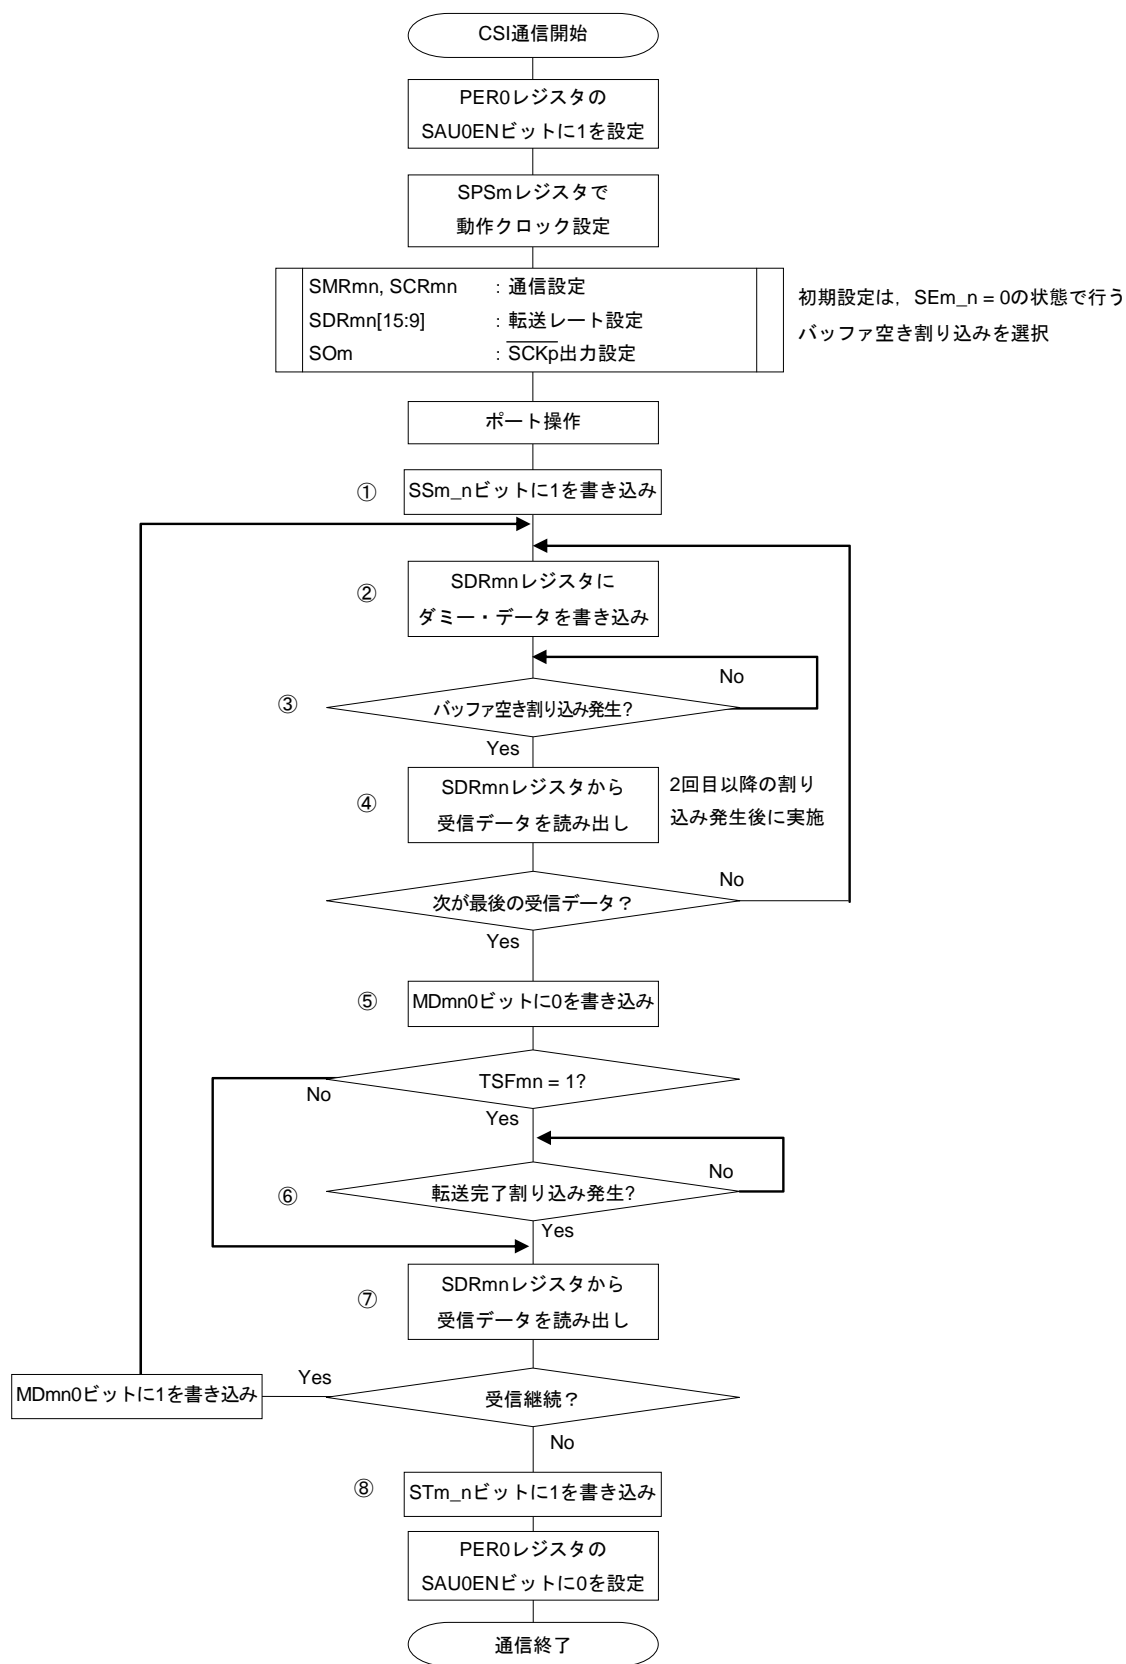 CSI通信開始
PER0レジスタの
SAU0ENビットに1を設定
SPSmレジスタで
動作クロック設定
SMRmn, SCRmn : 通信設定
SDRmn[15:9] : 転送レート設定
SOm : SCKp出力設定
初期設定は，SEm_n = 0の状態で行う
バッファ空き割り込みを選択
ポート操作
① SSm_nビットに1を書き込み
② SDRmnレジスタに
ダミー・データを書き込み
No
③ バッファ空き割り込み発生？
Yes
④ SDRmnレジスタから
受信データを読み出し
2回目以降の割り
込み発生後に実施
No
次が最後の受信データ？
Yes
⑤ MDmn0ビットに0を書き込み
TSFmn = 1?
No
Yes
No
⑥ 転送完了割り込み発生?
Yes
⑦ SDRmnレジスタから
受信データを読み出し
Yes
MDmn0ビットに1を書き込み
受信継続？
No
⑧ STm_nビットに1を書き込み
PER0レジスタの
SAU0ENビットに0を設定
通信終了